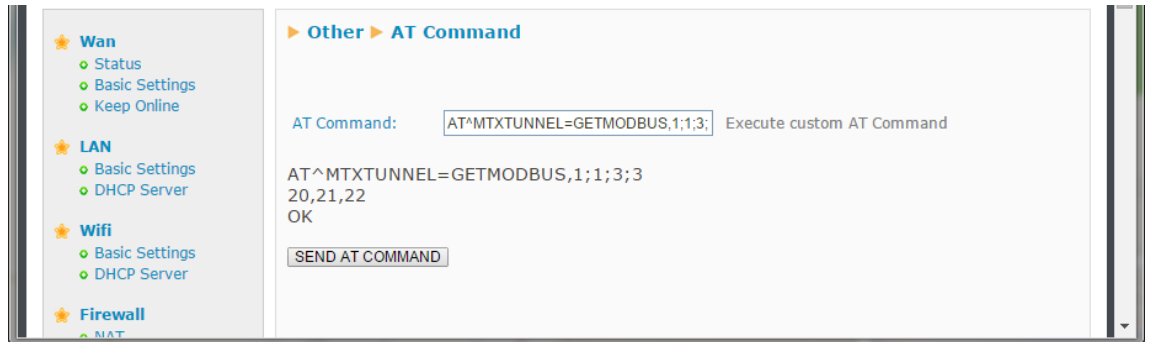 Wan
Status
Basic Settings
Keep Online
LAN
Basic Settings
DHCP Server
Wifi
Basic Settings
DHCP Server
Firewall
NAT
Other AT Command
AT Command: AT^MTXTUNNEL=GETMODBUS,1;1;3; Execute custom AT Command
AT^MTXTUNNEL=GETMODBUS,1;1;3;3
20,21,22
OK
SEND AT COMMAND